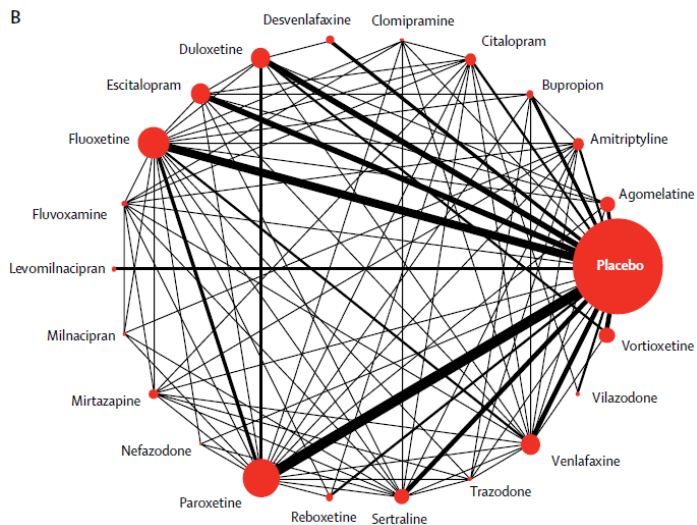 B
Desvenlafaxine
Clomipramine
Duloxetine
Citalopram
Escitalopram
Bupropion
Fluoxetine
Amitriptyline
Agomelatine
Fluvoxamine
Levomilnacipran
Placebo
Milnacipran
Vortioxetine
Mirtazapine
Vilazodone
Nefazodone
Venlafaxine
Paroxetine
Trazodone
Reboxetine
Sertraline